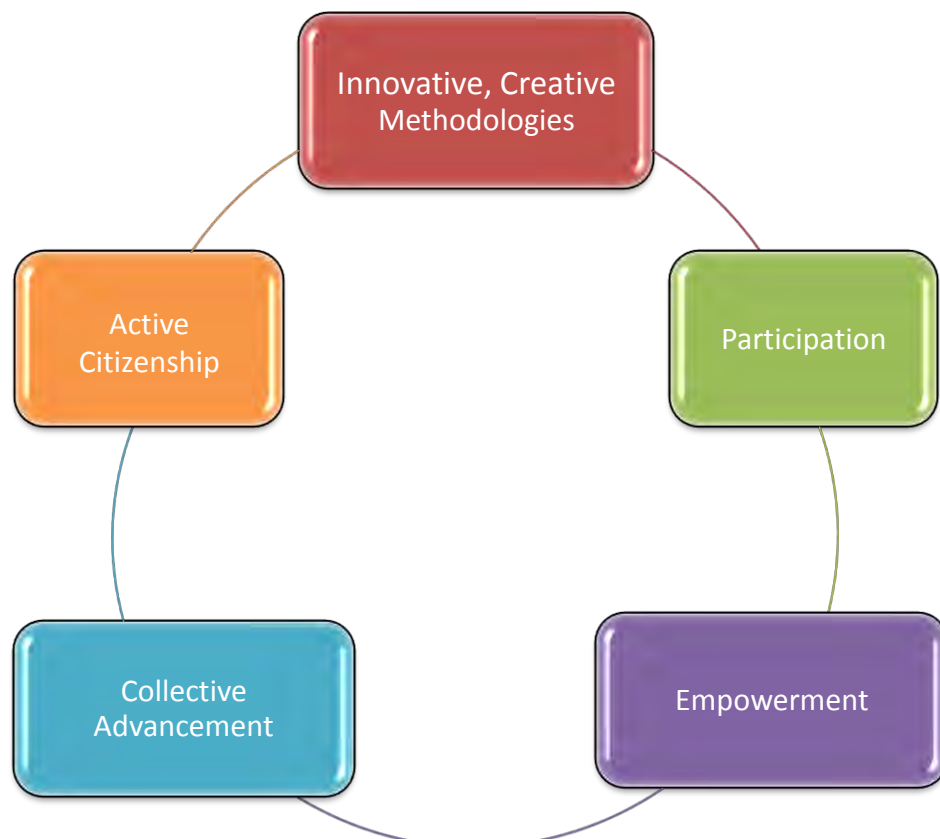 Innovative, Creative
Methodologies
Active
Citizenship
Participation
Collective
Advancement
Empowerment